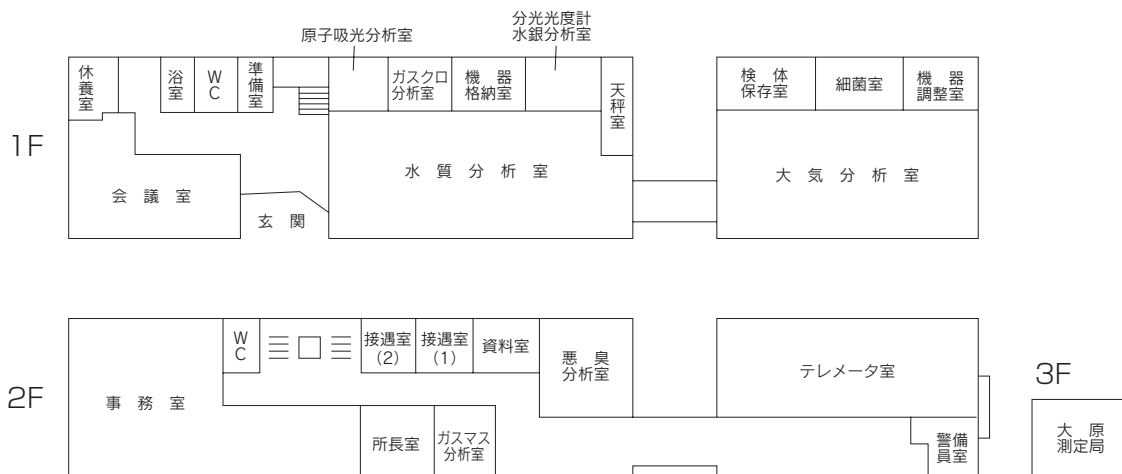 原子吸光分析室
分光光度計
水銀分析室
1F
休養室
浴室
WC
準備室
ガスクロ
分析室
機器
格納室
天秤室
検体
保存室
細菌室
機器
調整室
水質分析室
大気分析室
会議室
玄関
2F
事務室
WC
接遇室
(2)
接遇室
(1)
資料室
悪臭
分析室
テレメータ室
所長室
ガスマス
分析室
警備
員室
3F
大原
測定局